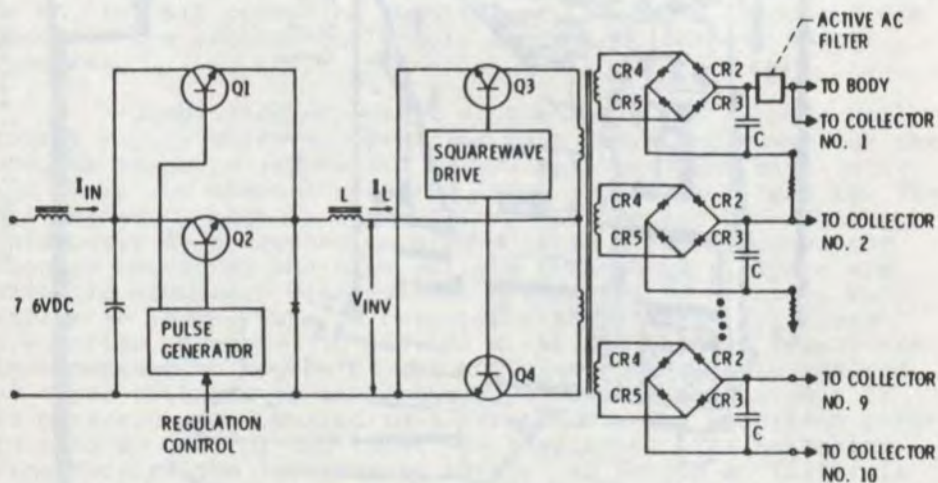 ACTIVE AC
FILTER
Q1
Q3
CR4
CR2
CR5
CR3
C
TO BODY
TO COLLECTOR
NO. 1
SQUAREWAVE
DRIVE
I_IN
L
I_L
Q2
CR4
CR2
CR5
CR3
C
TO COLLECTOR
NO. 2
7 6VDC
V_INV
PULSE
GENERATOR
REGULATION
CONTROL
Q4
CR4
CR2
CR5
CR3
C
TO COLLECTOR
NO. 9
TO COLLECTOR
NO. 10